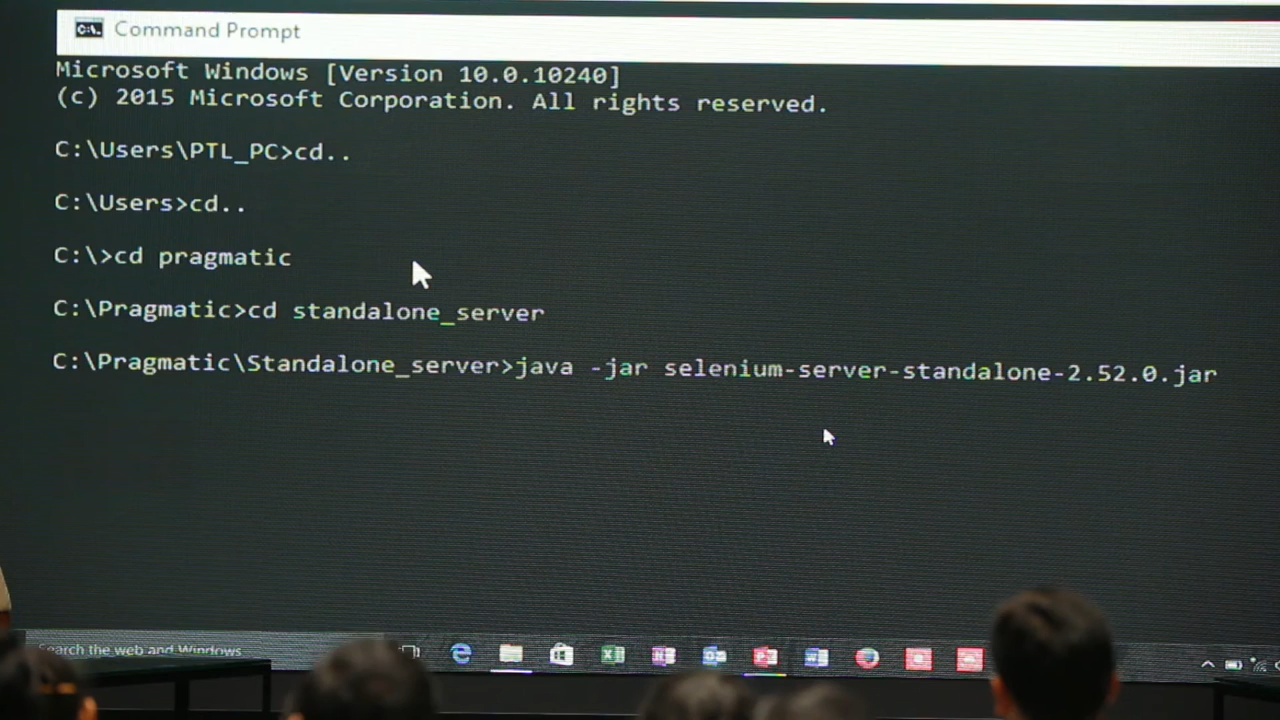 Command Prompt
Microsoft Windows [Version 10.0.10240]
(c) 2015 Microsoft Corporation. All rights reserved.
C:\Users\PTL_PC>cd..
C:\Users>cd..
C:\>cd pragmatic
C:\Pragmatic>cd standalone_server
C:\Pragmatic\Standalone_server>java -jar selenium-server-standalone-2.52.0.jar
Search the web and Windows